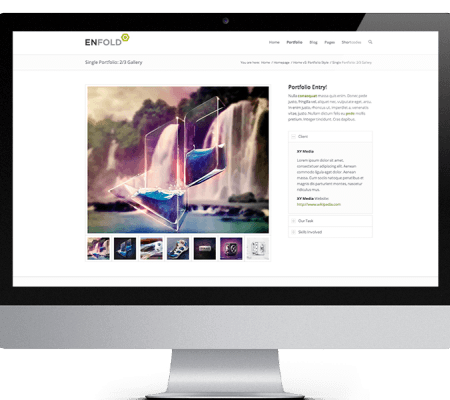 ENFOLD
Home Portfolio Blog Pages Shortcodes
Single Portfolio: 2/3 Gallery
You are here: Home / Homepage / Home v3: Portfolio Style / Single Portfolio: 2/3 Gallery
Portfolio Entry!
Nulla consequat massa quis enim. Donec pede
justo, fringilla vel, aliquet nec, vulputate eget, arcu.
In enim justo, rhoncus ut, imperdiet a, venenatis
vitae, justo. Nullam dictum felis eu pede mollis
pretium. Integer tincidunt. Cras dapibus.
Client
XY Media
Lorem ipsum dolor sit amet,
consectetuer adipiscing elit. Aenean
commodo ligula eget dolor. Aenean
massa. Cum sociis natoque penatibus et
magnis dis parturient montes, nascetur
ridiculus mus.
XY Media Website:
http://www.wikipedia.com
Our Task
Skills Involved